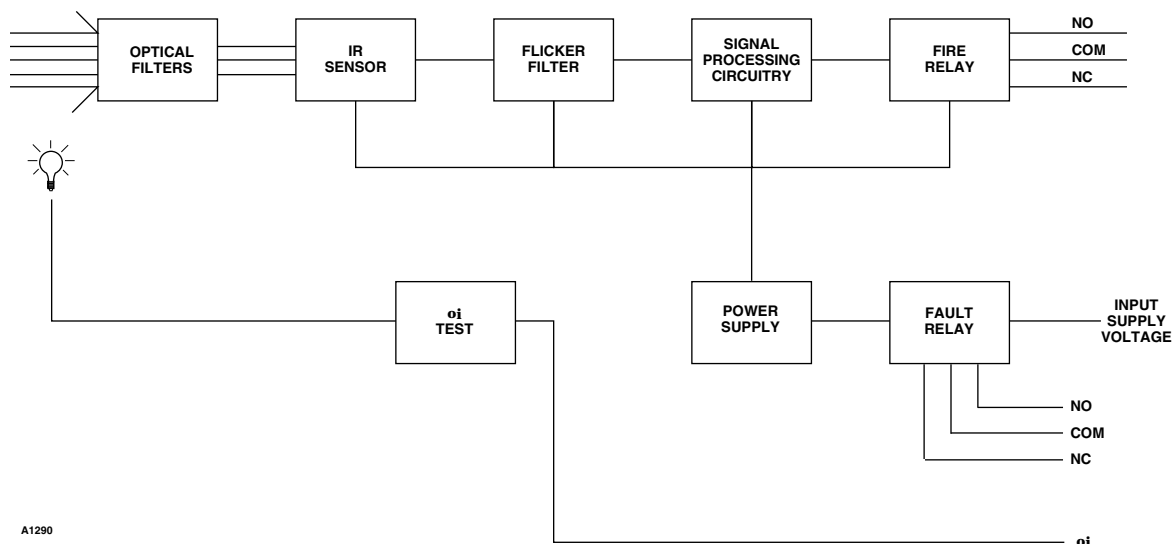 OPTICAL
FILTERS
IR
SENSOR
FLICKER
FILTER
SIGNAL
PROCESSING
CIRCUITRY
FIRE
RELAY
NO
COM
NC
oi
TEST
POWER
SUPPLY
FAULT
RELAY
INPUT
SUPPLY
VOLTAGE
NO
COM
NC
A1290
oi